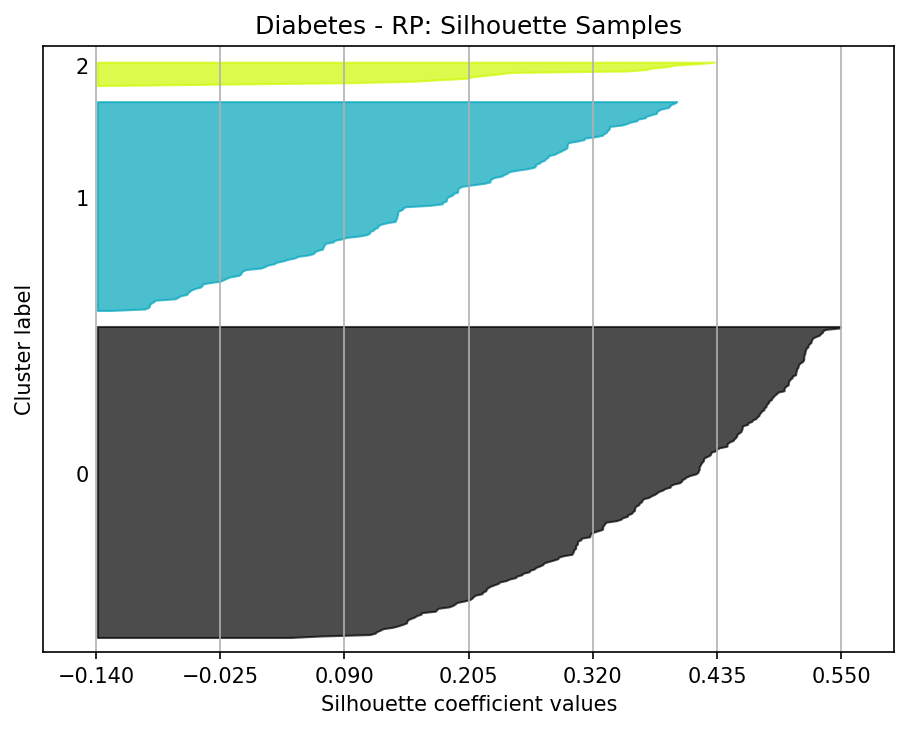 Diabetes - RP: Silhouette Samples
2
1
0
Cluster label
−0.140 −0.025 0.090 0.205 0.320 0.435 0.550
Silhouette coefficient values